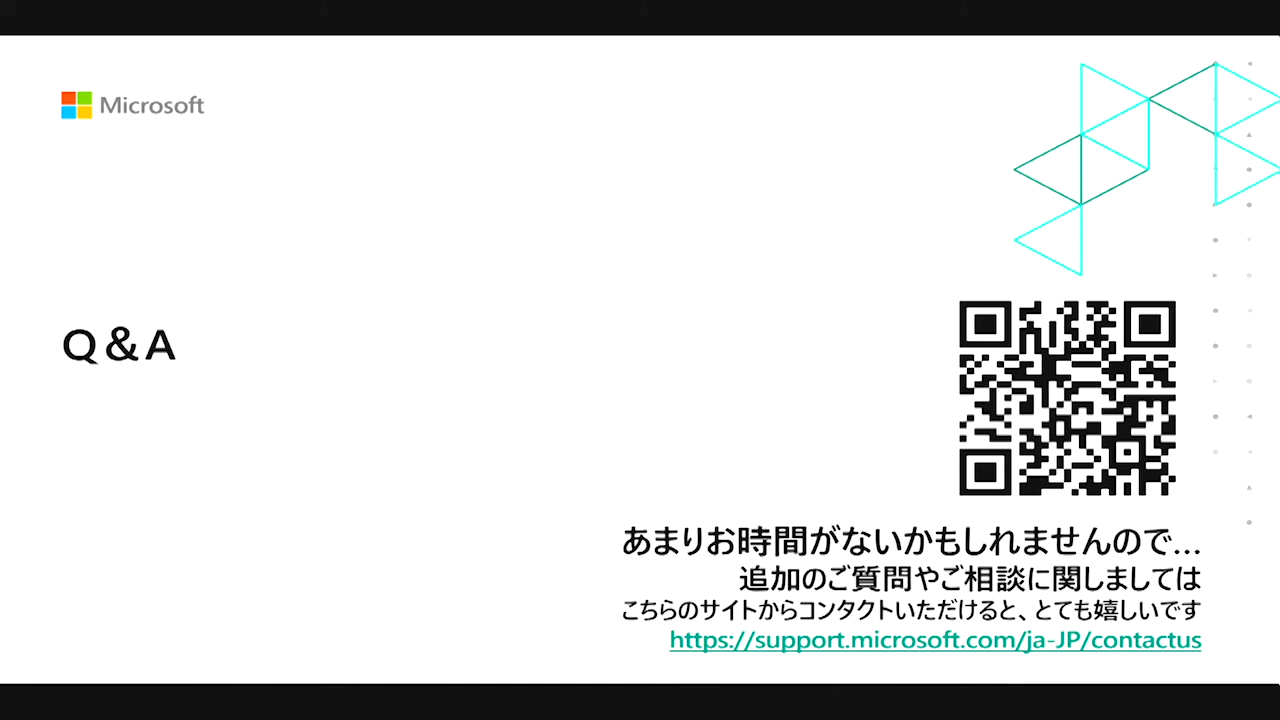 Microsoft
Q&A
あまりお時間がないかもしれませんので...
追加のご質問やご相談に関しましては
こちらのサイトからコンタクトいただけると、とても嬉しいです
https://support.microsoft.com/ja-JP/contactus